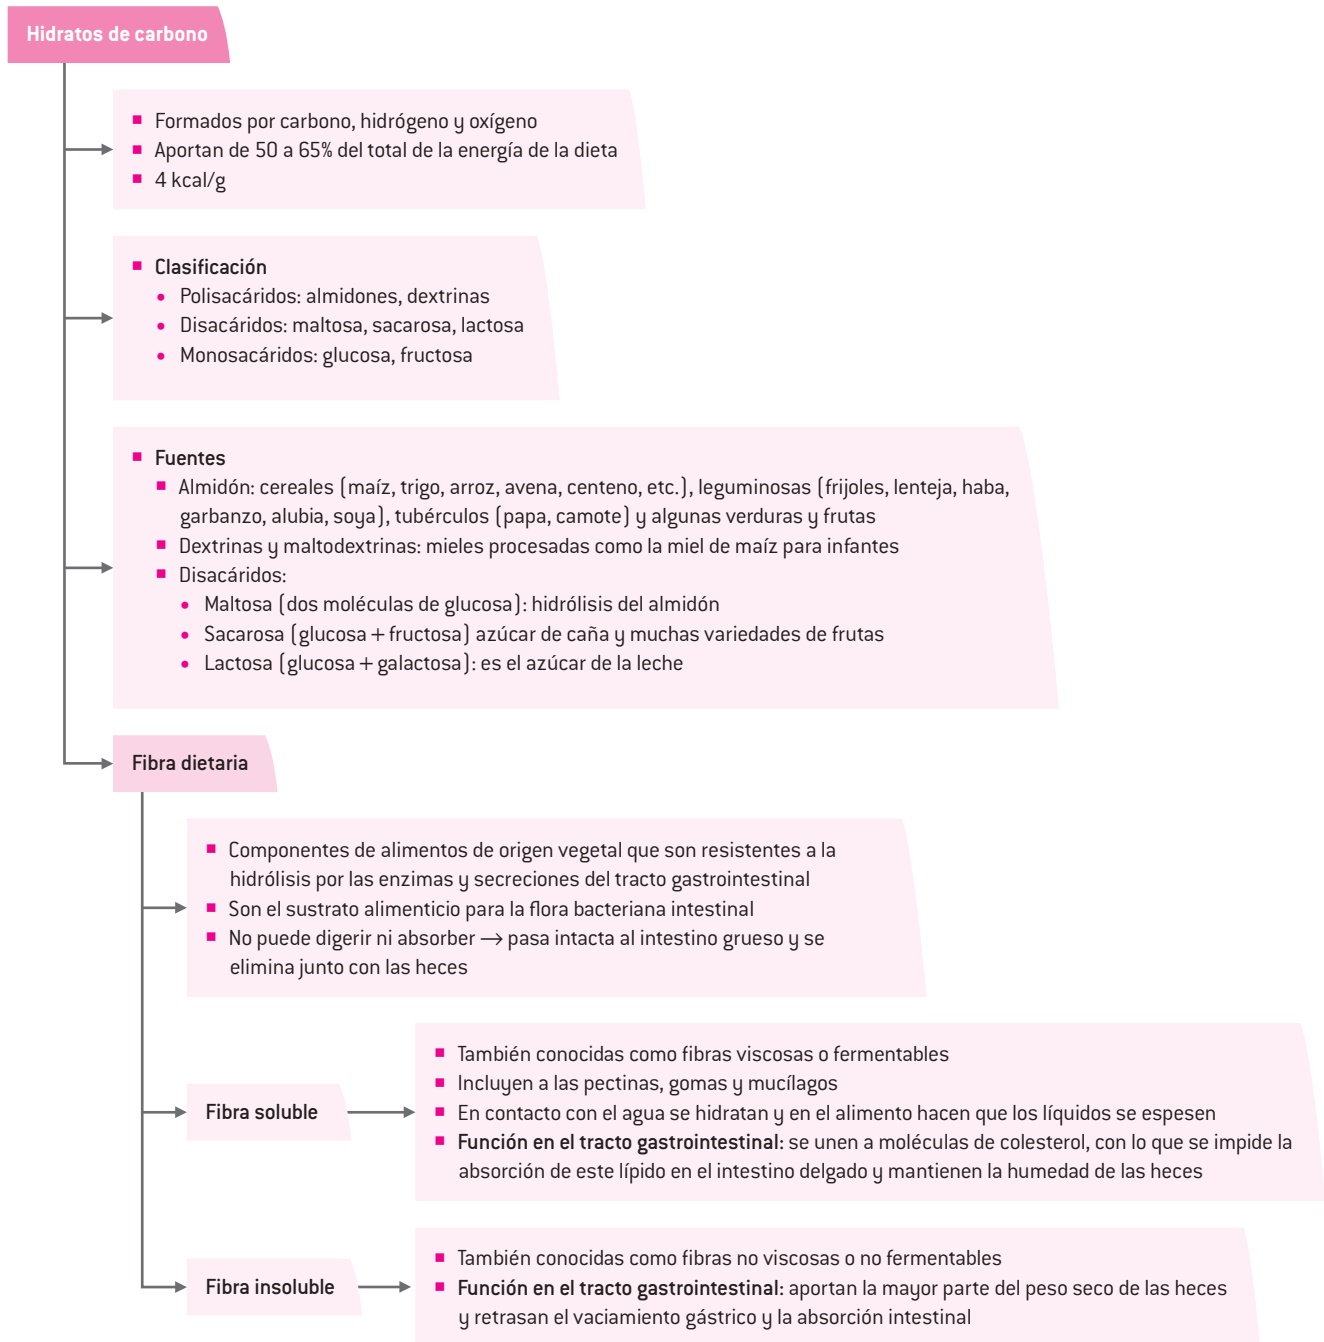 Hidratos de carbono
■ Formados por carbono, hidrógeno y oxígeno
■ Aportan de 50 a 65% del total de la energía de la dieta
■ 4 kcal/g
■ Clasificación
• Polisacáridos: almidones, dextrinas
• Disacáridos: maltosa, sacarosa, lactosa
• Monosacáridos: glucosa, fructosa
■ Fuentes
■ Almidón: cereales (maíz, trigo, arroz, avena, centeno, etc.), leguminosas (frijoles, lenteja, haba,
garbanzo, alubia, soya), tubérculos (papa, camote) y algunas verduras y frutas
■ Dextrinas y maltodextrinas: mieles procesadas como la miel de maíz para infantes
■ Disacáridos:
• Maltosa (dos moléculas de glucosa): hidrólisis del almidón
• Sacarosa (glucosa + fructosa) azúcar de caña y muchas variedades de frutas
• Lactosa (glucosa + galactosa): es el azúcar de la leche
Fibra dietaria
■ Componentes de alimentos de origen vegetal que son resistentes a la
hidrólisis por las enzimas y secreciones del tracto gastrointestinal
■ Son el sustrato alimenticio para la flora bacteriana intestinal
■ No puede digerir ni absorber → pasa intacta al intestino grueso y se
elimina junto con las heces
Fibra soluble
■ También conocidas como fibras viscosas o fermentables
■ Incluyen a las pectinas, gomas y mucílagos
■ En contacto con el agua se hidratan y en el alimento hacen que los líquidos se espesen
■ Función en el tracto gastrointestinal: se unen a moléculas de colesterol, con lo que se impide la
absorción de este lípido en el intestino delgado y mantienen la humedad de las heces
Fibra insoluble
■ También conocidas como fibras no viscosas o no fermentables
■ Función en el tracto gastrointestinal: aportan la mayor parte del peso seco de las heces
y retrasan el vaciamiento gástrico y la absorción intestinal